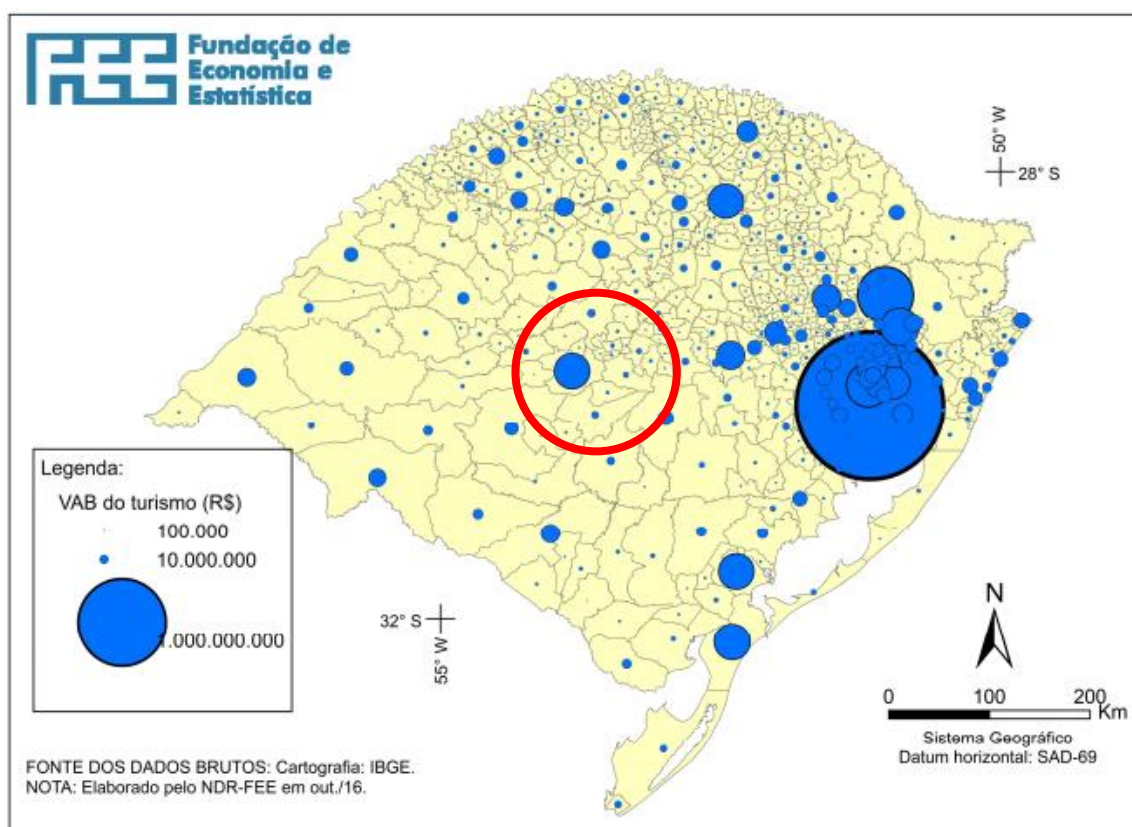 Fundação de
Economia e
Estatística
50° W
28° S
Legenda:
VAB do turismo (R$)
100.000
10.000.000
1.000.000.000
32° S
55° W
N
0 100 200
Km
Sistema Geográfico
Datum horizontal: SAD-69
FONTE DOS DADOS BRUTOS: Cartografia: IBGE.
NOTA: Elaborado pelo NDR-FEE em out./16.